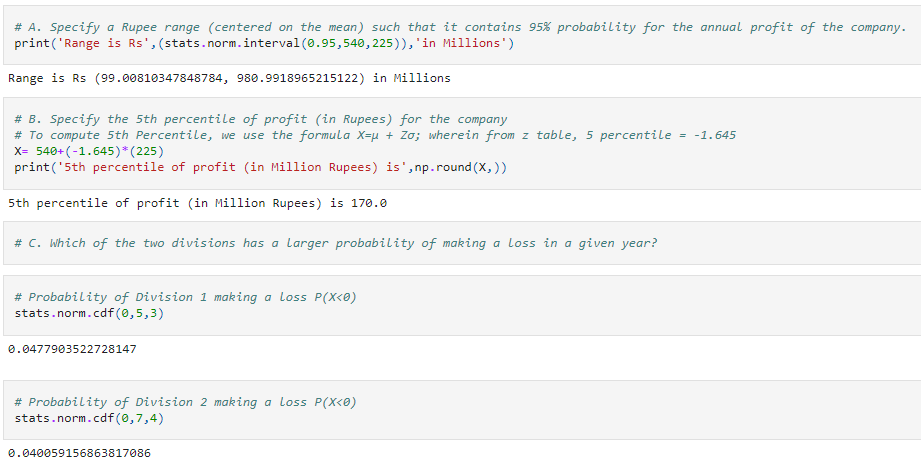 # A. Specify a Rupee range (centered on the mean) such that it contains 95% probability for the annual profit of the company.
print('Range is Rs',(stats.norm.interval(0.95,540,225)),'in Millions')
Range is Rs (99.00810347848784, 980.9918965215122) in Millions
# B. Specify the 5th percentile of profit (in Rupees) for the company
# To compute 5th Percentile, we use the formula X=μ + Zσ; wherein from z table, 5 percentile = -1.645
X= 540+(-1.645)*(225)
print('5th percentile of profit (in Million Rupees) is',np.round(X,))
5th percentile of profit (in Million Rupees) is 170.0
# C. Which of the two divisions has a larger probability of making a loss in a given year?
# Probability of Division 1 making a loss P(X<0)
stats.norm.cdf(0,5,3)
0.0477903522728147
# Probability of Division 2 making a loss P(X<0)
stats.norm.cdf(0,7,4)
0.040059156863817086